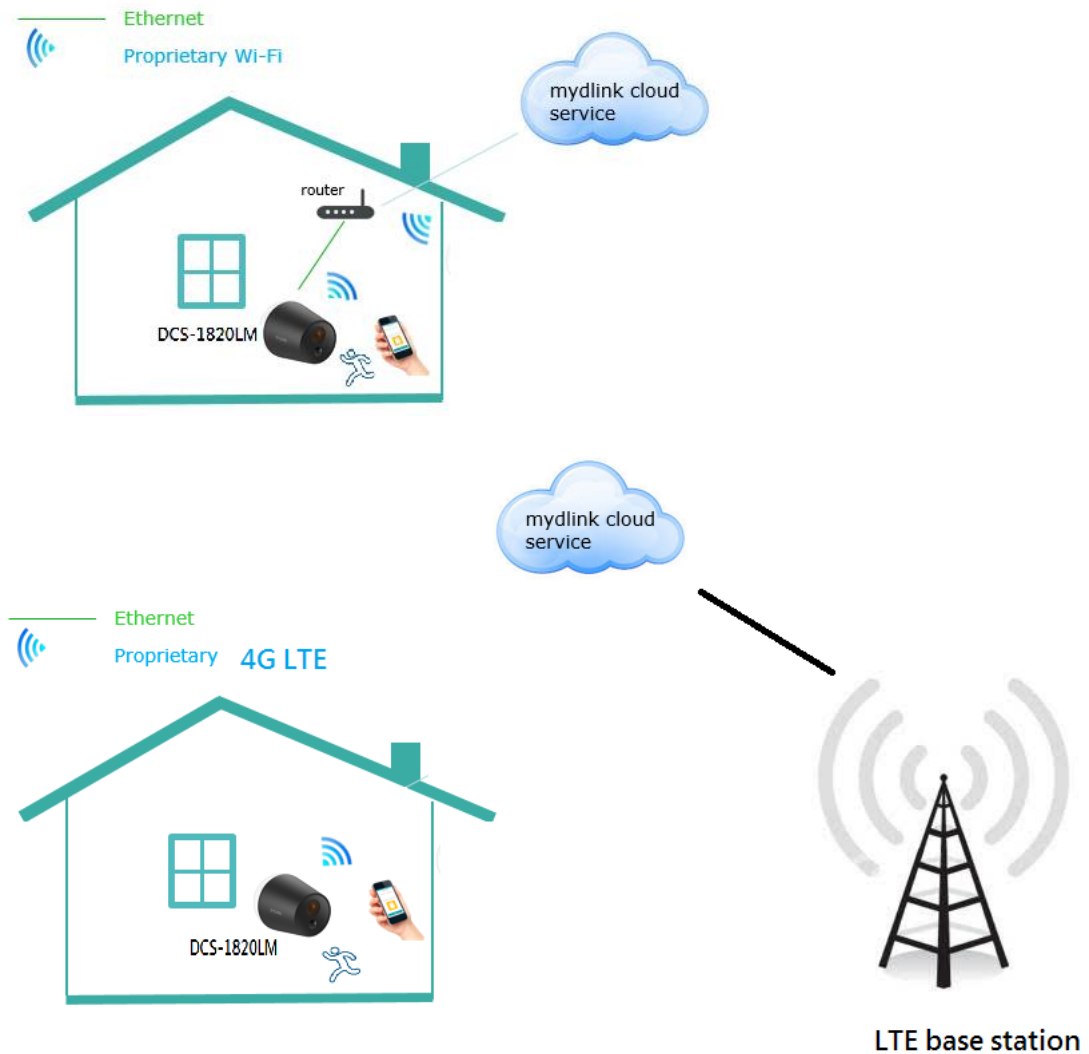 Ethernet
Proprietary Wi-Fi
mydlink cloud
service
router
DCS-1820LM
mydlink cloud
service
Ethernet
Proprietary 4G LTE
DCS-1820LM
LTE base station